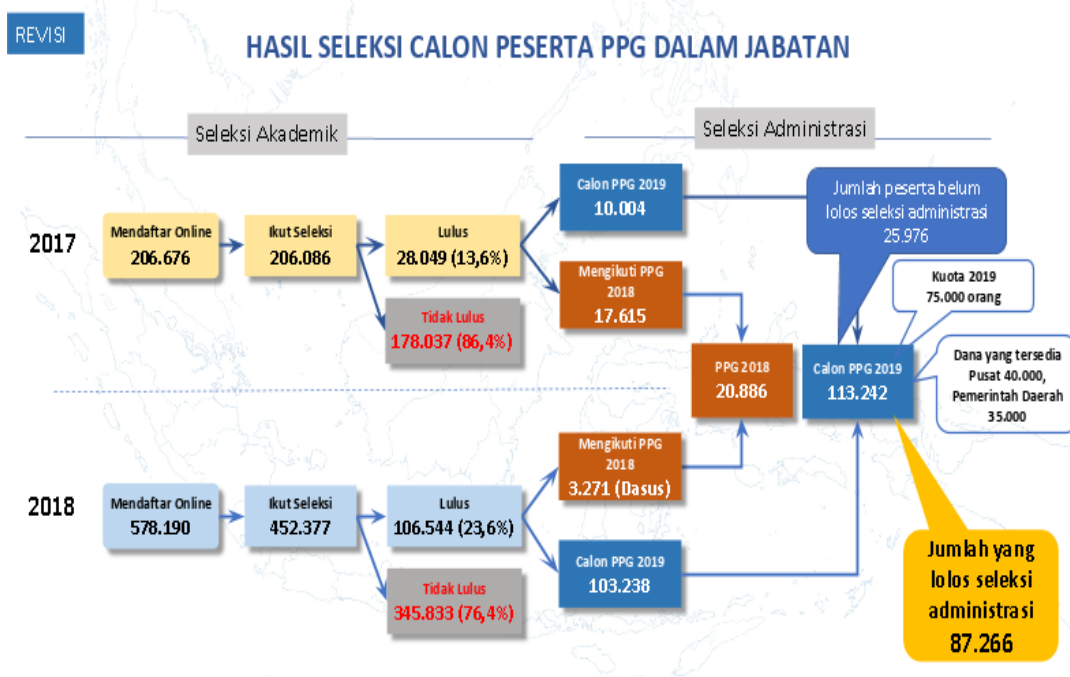 REVISI
HASIL SELEKSI CALON PESERTA PPG DALAM JABATAN
Seleksi Akademik
Seleksi Administrasi
2017
Mendaftar Online
206.676
Ikut Seleksi
206.086
Lulus
28.049 (13,6%)
Tidak Lulus
178.037 (86,4%)
Calon PPG 2019
10.004
Mengikuti PPG
2018
17.615
Jumlah peserta belum
lolos seleksi administrasi
25.976
Kuota 2019
75.000 orang
PPG 2018
20.886
Calon PPG 2019
113.242
Dana yang tersedia
Pusat 40.000,
Pemerintah Daerah
35.000
2018
Mendaftar Online
578.190
Ikut Seleksi
452.377
Lulus
106.544 (23,6%)
Tidak Lulus
345.833 (76,4%)
Mengikuti PPG
2018
3.271 (Dasus)
Calon PPG 2019
103.238
Jumlah yang
lolos seleksi
administrasi
87.266